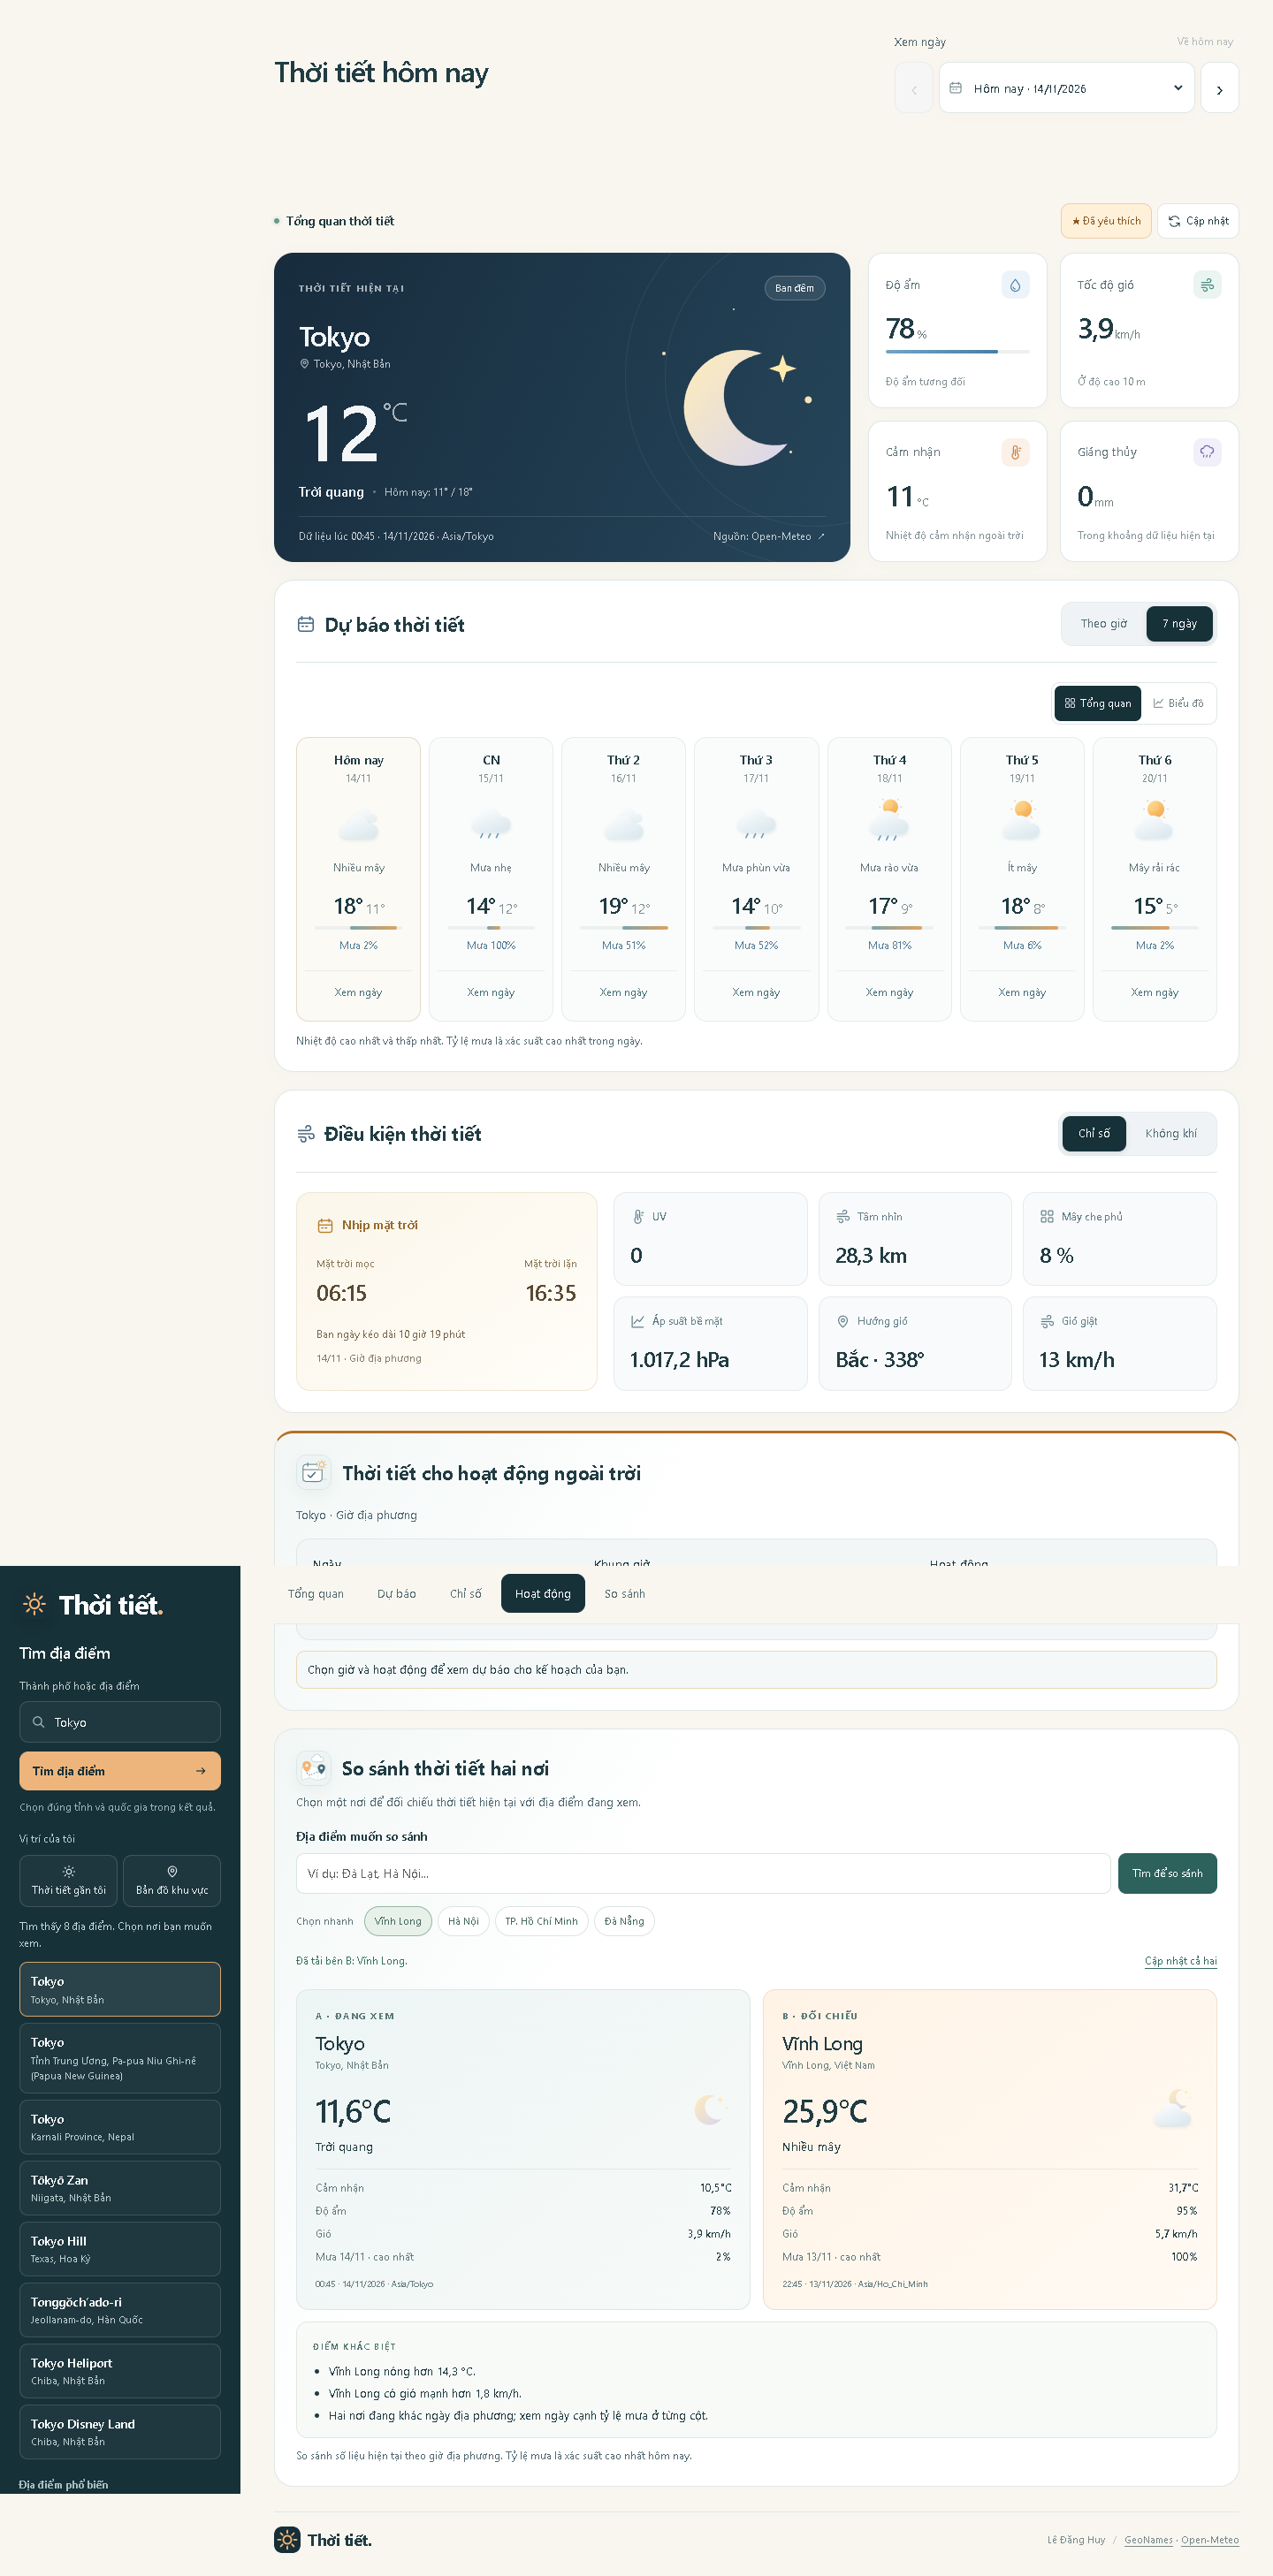 Thời tiết hôm nay
Xem ngày
Về hôm nay
Hôm nay · 14/11/2026
Tổng quan thời tiết
★ Đã yêu thích
Cập nhật
THỜI TIẾT HIỆN TẠI
Ban đêm
Tokyo
Tokyo, Nhật Bản
12°C
Trời quang • Hôm nay: 11° / 18°
Dữ liệu lúc 00:45 · 14/11/2026 · Asia/Tokyo
Nguồn: Open-Meteo ↗
Độ ẩm
78%
Độ ẩm tương đối
Tốc độ gió
3,9 km/h
Ở độ cao 10 m
Cảm nhận
11 °C
Nhiệt độ cảm nhận ngoài trời
Giáng thủy
0 mm
Trong khoảng dữ liệu hiện tại
Dự báo thời tiết
Theo giờ
7 ngày
Tổng quan
Biểu đồ
Hôm nay
14/11
Nhiều mây
18° 11°
Mưa 2%
Xem ngày
CN
15/11
Mưa nhẹ
14° 12°
Mưa 100%
Xem ngày
Thứ 2
16/11
Nhiều mây
19° 12°
Mưa 51%
Xem ngày
Thứ 3
17/11
Mưa phùn vừa
14° 10°
Mưa 52%
Xem ngày
Thứ 4
18/11
Mưa rào vừa
17° 9°
Mưa 81%
Xem ngày
Thứ 5
19/11
Ít mây
18° 8°
Mưa 6%
Xem ngày
Thứ 6
20/11
Mây rải rác
15° 5°
Mưa 2%
Xem ngày
Nhiệt độ cao nhất và thấp nhất. Tỷ lệ mưa là xác suất cao nhất trong ngày.
Điều kiện thời tiết
Chỉ số
Không khí
Nhịp mặt trời
Mặt trời mọc
06:15
Mặt trời lặn
16:35
Ban ngày kéo dài 10 giờ 19 phút
14/11 · Giờ địa phương
UV
0
Tầm nhìn
28,3 km
Mây che phủ
8 %
Áp suất bề mặt
1.017,2 hPa
Hướng gió
Bắc · 338°
Gió giật
13 km/h
Thời tiết cho hoạt động ngoài trời
Tokyo · Giờ địa phương
Ngày
Khung giờ
Hoạt động
Tổng quan
Dự báo
Chỉ số
Hoạt động
So sánh
Chọn giờ và hoạt động để xem dự báo cho kế hoạch của bạn.
Thời tiết.
Tìm địa điểm
Thành phố hoặc địa điểm
Tokyo
Tìm địa điểm →
Chọn đúng tỉnh và quốc gia trong kết quả.
Vị trí của tôi
Thời tiết gần tôi
Bản đồ khu vực
Tìm thấy 8 địa điểm. Chọn nơi bạn muốn
xem.
Tokyo
Tokyo, Nhật Bản
Tokyo
Tỉnh Trung Ương, Pa-pua Niu Ghi-nê
(Papua New Guinea)
Tokyo
Karnali Province, Nepal
Tōkyō Zan
Niigata, Nhật Bản
Tokyo Hill
Texas, Hoa Kỳ
Tonggŏch'ado-ri
Jeollanam-do, Hàn Quốc
Tokyo Heliport
Chiba, Nhật Bản
Tokyo Disney Land
Chiba, Nhật Bản
Địa điểm phổ biến
So sánh thời tiết hai nơi
Chọn một nơi để đối chiếu thời tiết hiện tại với địa điểm đang xem.
Địa điểm muốn so sánh
Ví dụ: Đà Lạt, Hà Nội...
Tìm để so sánh
Chọn nhanh
Vĩnh Long
Hà Nội
TP. Hồ Chí Minh
Đà Nẵng
Đã tải bên B: Vĩnh Long.
Cập nhật cả hai
A · ĐANG XEM
Tokyo
Tokyo, Nhật Bản
11,6°C
Trời quang
Cảm nhận 10,5°C
Độ ẩm 78%
Gió 3,9 km/h
Mưa 14/11 · cao nhất 2%
00:45 · 14/11/2026 · Asia/Tokyo
B · ĐỐI CHIẾU
Vĩnh Long
Vĩnh Long, Việt Nam
25,9°C
Nhiều mây
Cảm nhận 31,7°C
Độ ẩm 95%
Gió 5,7 km/h
Mưa 13/11 · cao nhất 100%
22:45 · 13/11/2026 · Asia/Ho_Chi_Minh
ĐIỂM KHÁC BIỆT
• Vĩnh Long nóng hơn 14,3 °C.
• Vĩnh Long có gió mạnh hơn 1,8 km/h.
• Hai nơi đang khác ngày địa phương; xem ngày cạnh tỷ lệ mưa ở từng cột.
So sánh số liệu hiện tại theo giờ địa phương. Tỷ lệ mưa là xác suất cao nhất hôm nay.
Thời tiết.
Lê Đăng Huy / GeoNames · Open-Meteo